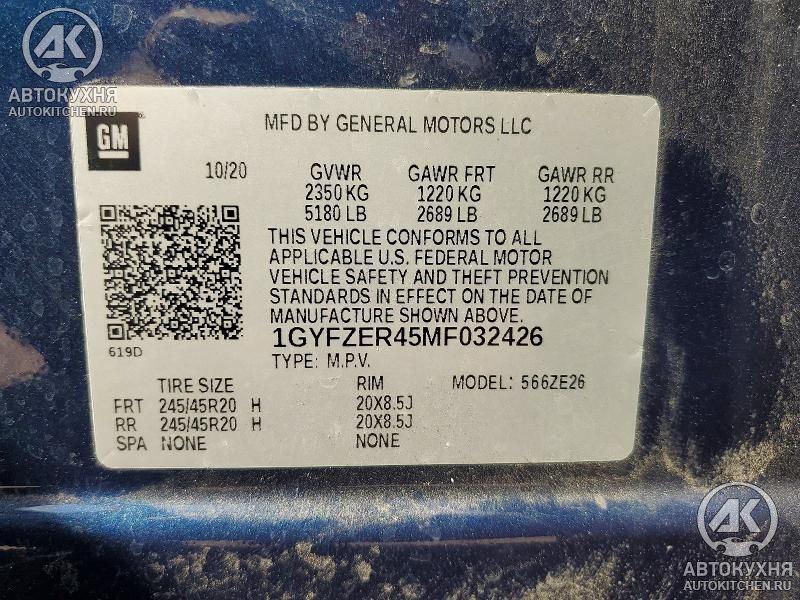 АК
АВТОКУХНЯ
AUTOKITCHEN.RU
GM
MFD BY GENERAL MOTORS LLC
10/20 GVWR GAWR FRT GAWR RR
2350 KG 1220 KG 1220 KG
5180 LB 2689 LB 2689 LB
THIS VEHICLE CONFORMS TO ALL
APPLICABLE U.S. FEDERAL MOTOR
VEHICLE SAFETY AND THEFT PREVENTION
STANDARDS IN EFFECT ON THE DATE OF
MANUFACTURE SHOWN ABOVE.
1GYFZER45MF032426
619D
TYPE: M.P.V.
TIRE SIZE RIM MODEL: 566ZE26
FRT 245/45R20 H 20X8.5J
RR 245/45R20 H 20X8.5J
SPA NONE NONE
АК
АВТОКУХНЯ
AUTOKITCHEN.RU